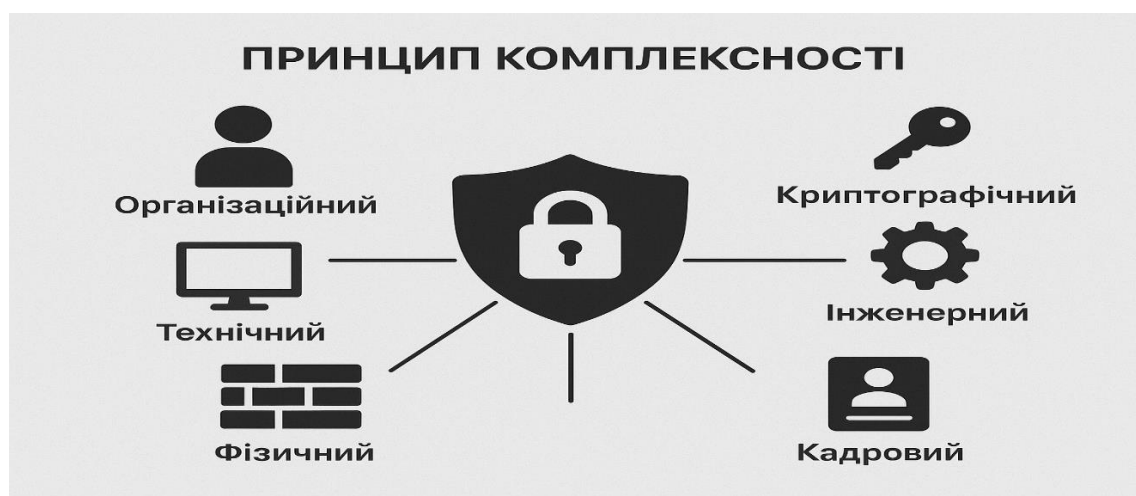 ПРИНЦИП КОМПЛЕКСНОСТІ
Організаційний
Технічний
Фізичний
Криптографічний
Інженерний
Кадровий